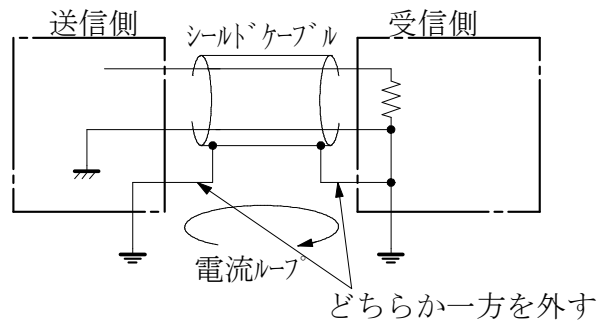 送信側
シールドケーブル
受信側
電流ループ
どちらか一方を外す